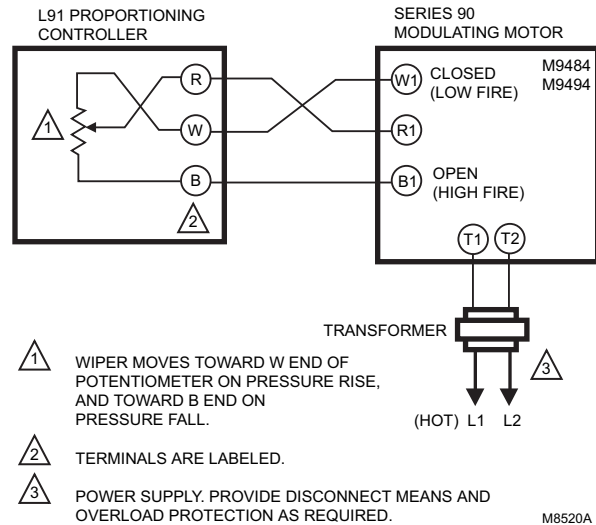 L91 PROPORTIONING
CONTROLLER
SERIES 90
MODULATING MOTOR
M9484
M9494
R
W
B
W1
CLOSED
(LOW FIRE)
R1
B1
OPEN
(HIGH FIRE)
1
2
T1
T2
TRANSFORMER
3
(HOT) L1 L2
1 WIPER MOVES TOWARD W END OF
POTENTIOMETER ON PRESSURE RISE,
AND TOWARD B END ON
PRESSURE FALL.
2 TERMINALS ARE LABELED.
3 POWER SUPPLY. PROVIDE DISCONNECT MEANS AND
OVERLOAD PROTECTION AS REQUIRED.
M8520A